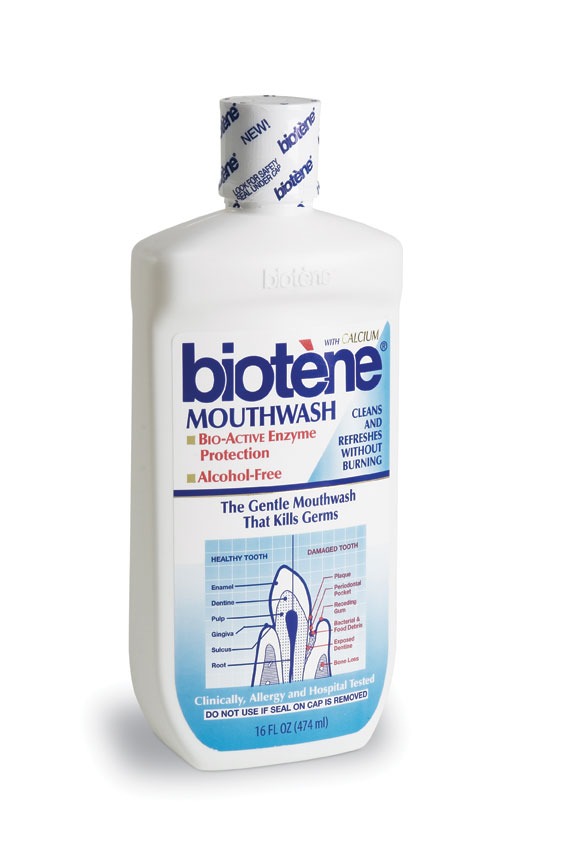 biotène
NEW!
biotène
biotène
LOOK FOR SAFETY
SEAL UNDER CAP
biotène
biotène
WITH CALCIUM
biotène®
MOUTHWASH
BIO-ACTIVE Enzyme
Protection
Alcohol-Free
CLEANS
AND
REFRESHES
WITHOUT
BURNING
The Gentle Mouthwash
That Kills Germs
HEALTHY TOOTH
DAMAGED TOOTH
Enamel
Dentine
Pulp
Gingiva
Sulcus
Root
Plaque
Periodontal
Pocket
Receding
Gum
Bacterial &
Food Debris
Exposed
Dentine
Bone Loss
Clinically, Allergy and Hospital Tested
DO NOT USE IF SEAL ON CAP IS REMOVED
16 FL OZ (474 ml)